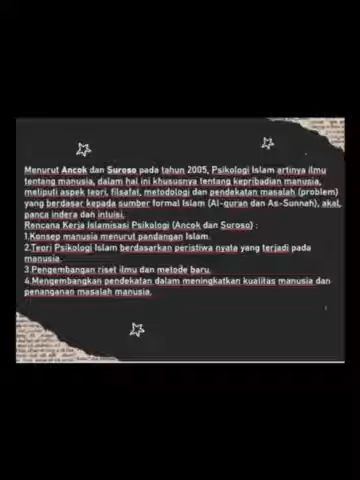 Menurut Ancok dan Suroso pada tahun 2005, Psikologi Islam artinya ilmu
tentang manusia, dalam hal ini khususnya tentang kepribadian manusia,
meliputi aspek teori, filsafat, metodologi dan pendekatan masalah (problem)
yang berdasar kepada sumber formal Islam (Al-quran dan As-Sunnah), akal,
panca indera dan intuisi.
Rencana Kerja Islamisasi Psikologi (Ancok dan Suroso) :
1.Konsep manusia menurut pandangan Islam.
2.Teori Psikologi Islam berdasarkan peristiwa nyata yang terjadi pada
manusia.
3.Pengembangan riset ilmu dan metode baru.
4.Mengembangkan pendekatan dalam meningkatkan kualitas manusia dan
penanganan masalah manusia.